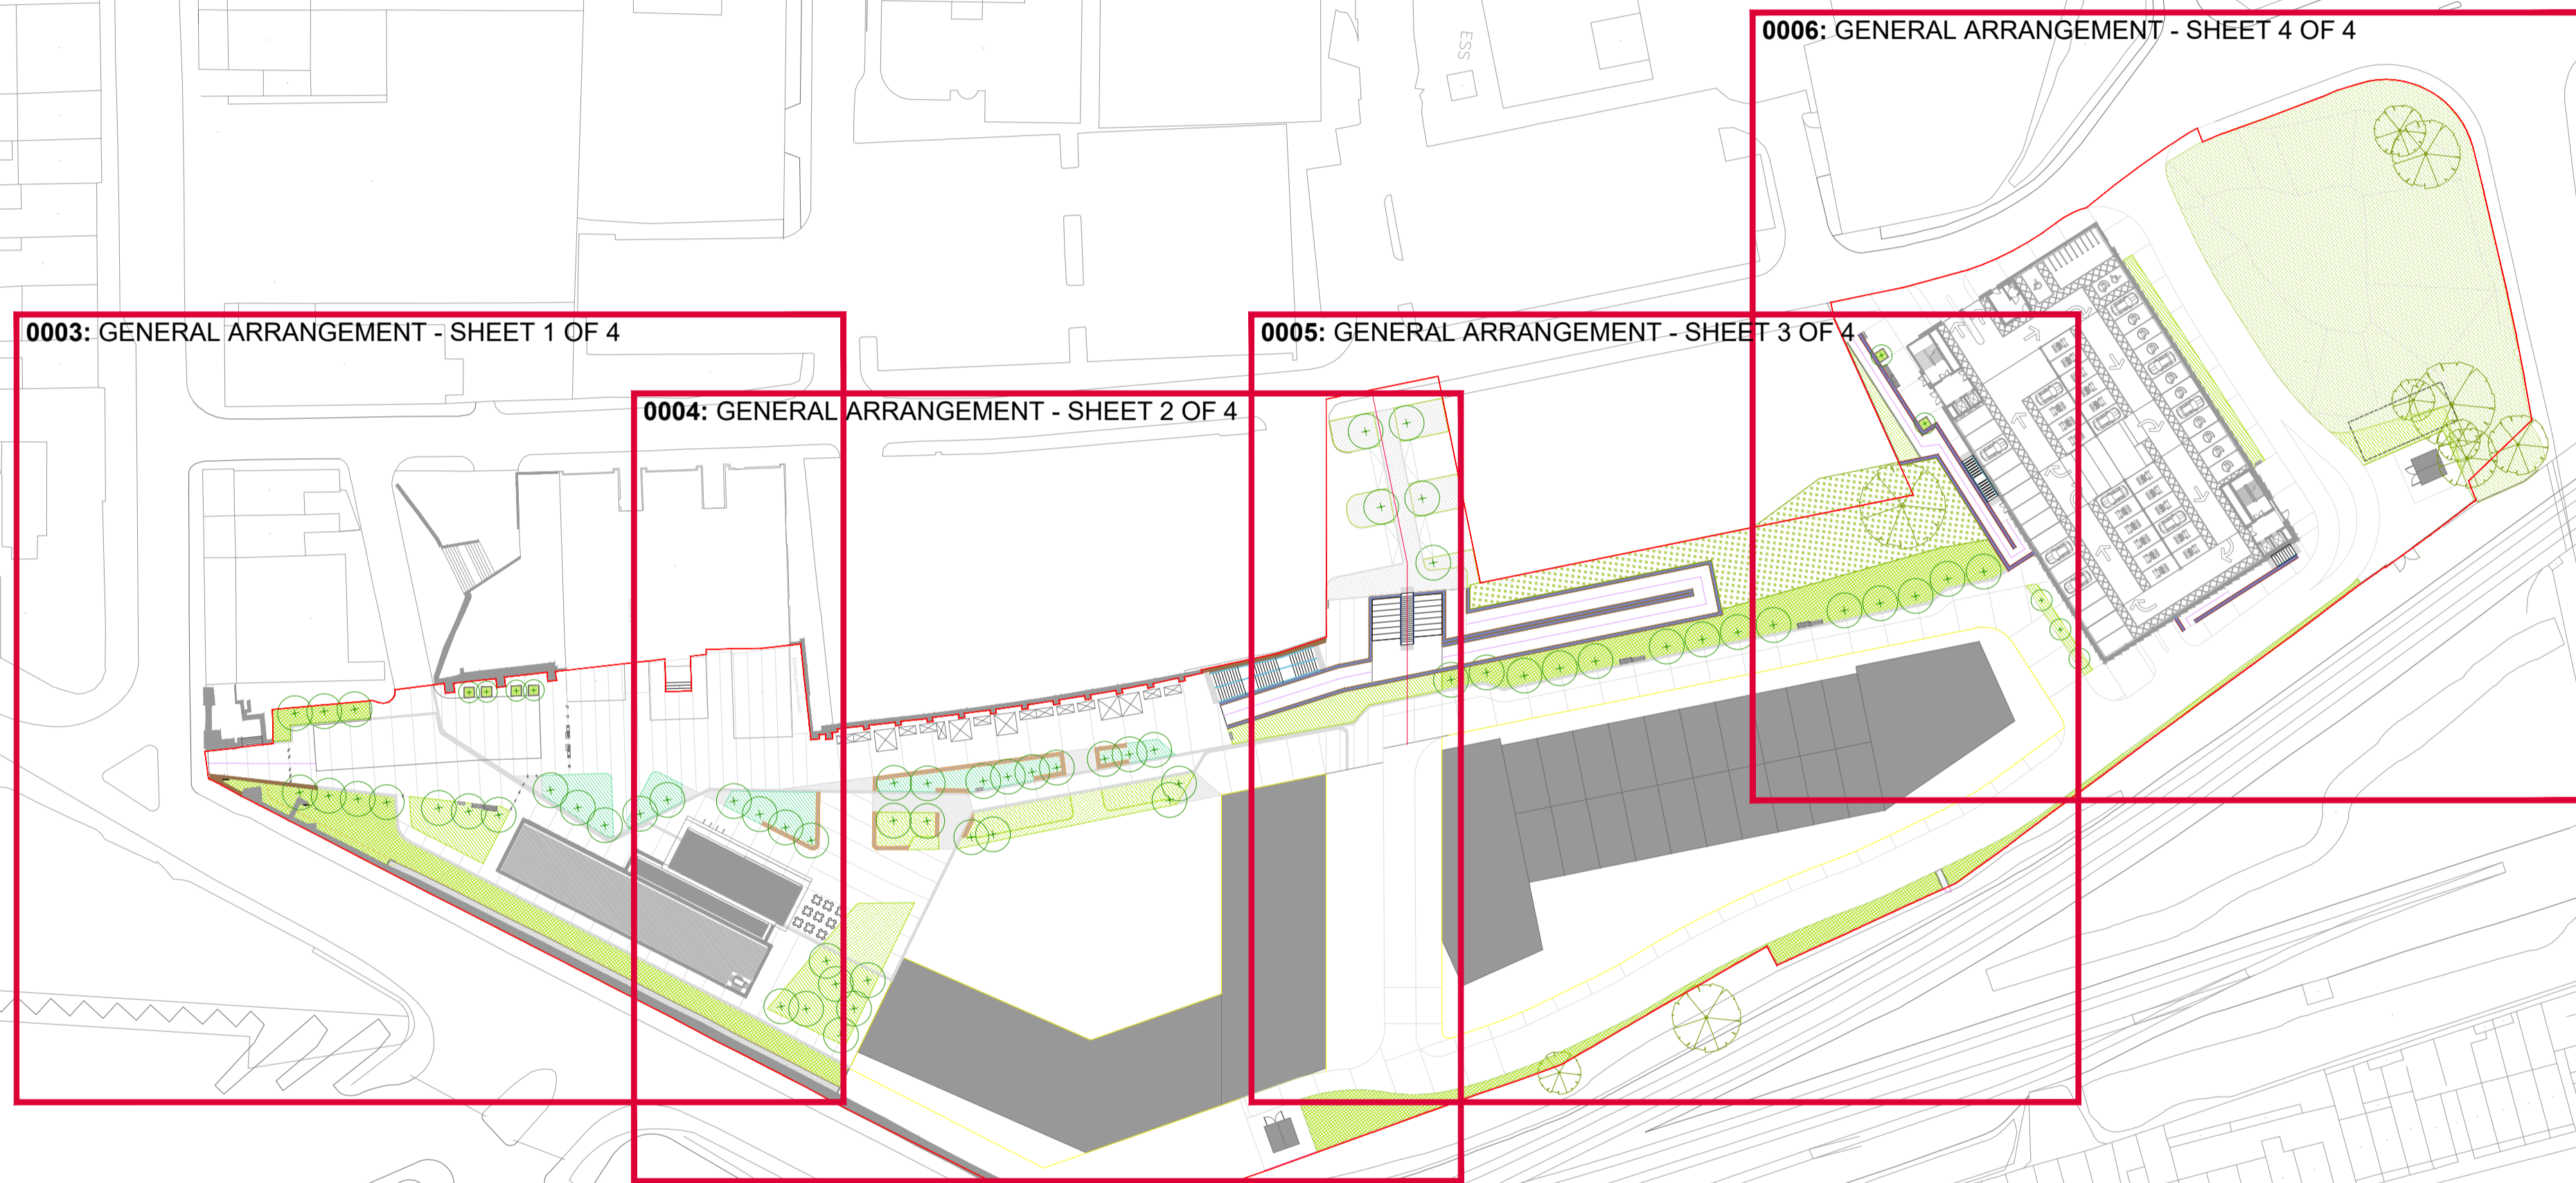 0006: GENERAL ARRANGEMENT - SHEET 4 OF 4
ESS
0003: GENERAL ARRANGEMENT - SHEET 1 OF 4
0005: GENERAL ARRANGEMENT - SHEET 3 OF 4
0004: GENERAL ARRANGEMENT - SHEET 2 OF 4